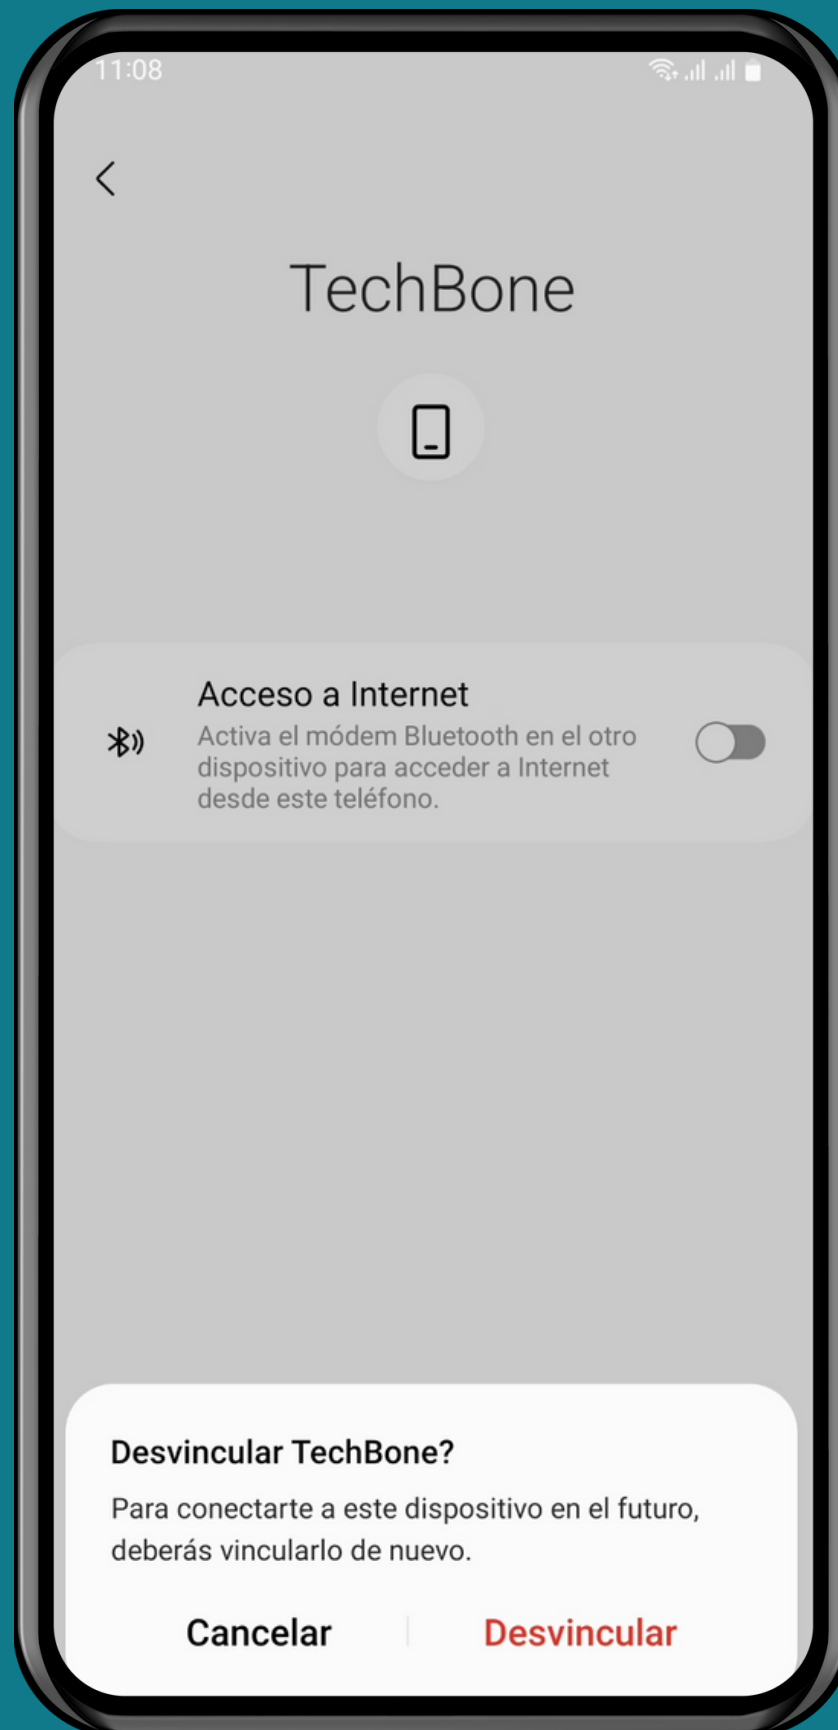 11:08
TechBone
Acceso a Internet
Activa el módem Bluetooth en el otro
dispositivo para acceder a Internet
desde este teléfono.
Desvincular TechBone?
Para conectarte a este dispositivo en el futuro,
deberás vincularlo de nuevo.
Cancelar
Desvincular